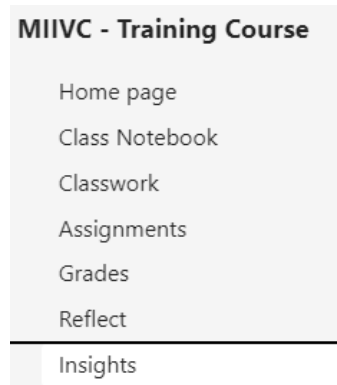 MIIVC - Training Course
Home page
Class Notebook
Classwork
Assignments
Grades
Reflect
Insights